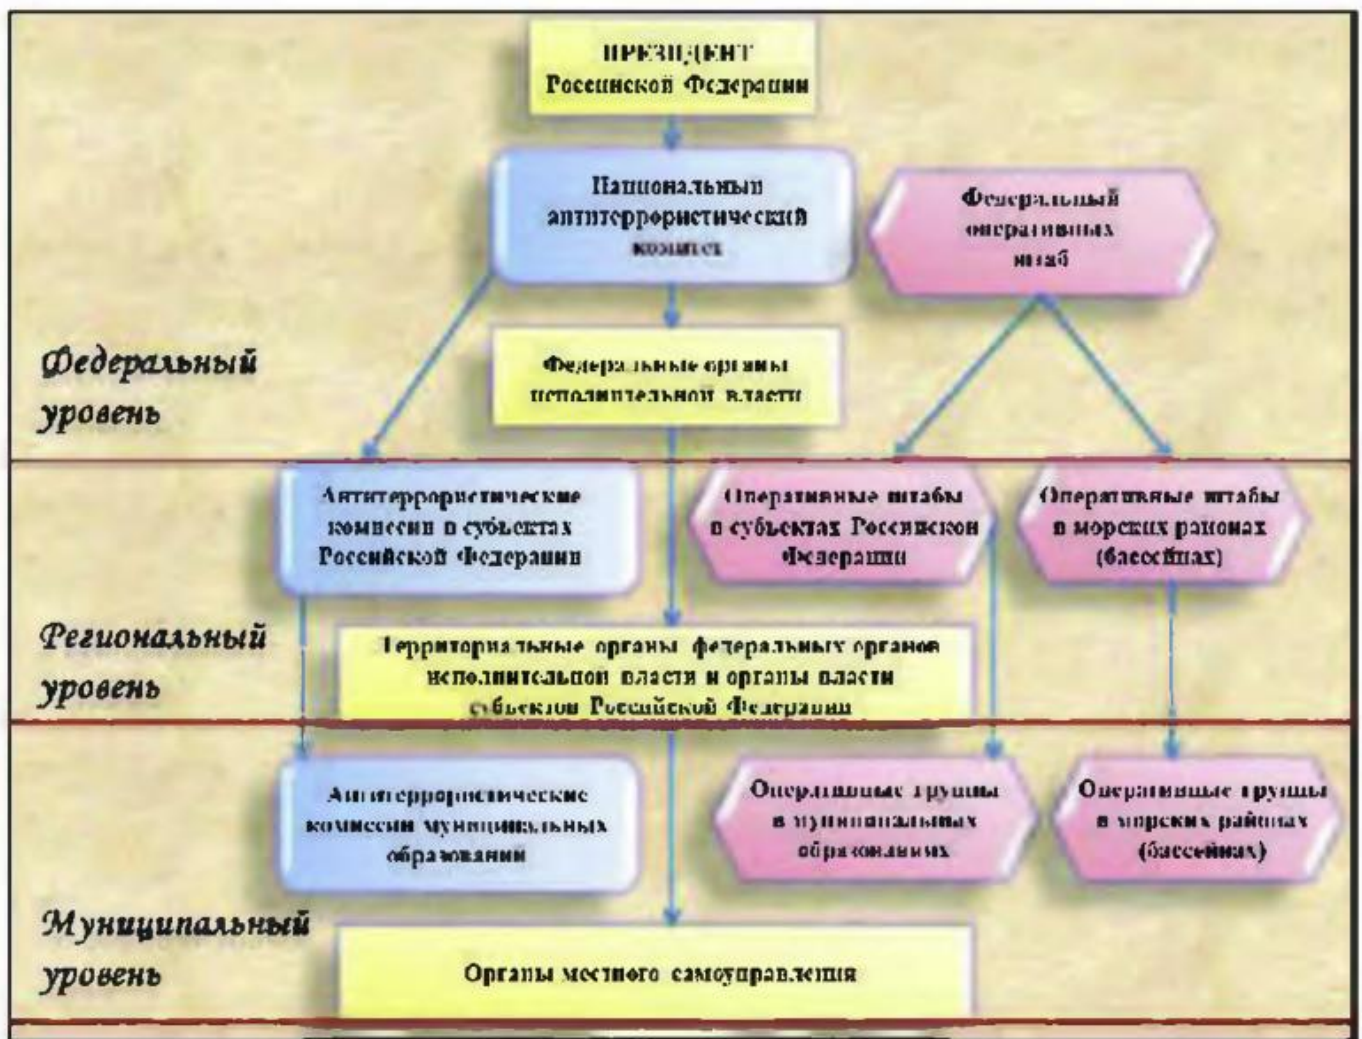 ПРЕЗИДЕНТ
Российской Федерации
Национальный
антитеррористический
комитет
Федеральный
оперативных
штаб
Федеральный
уровень
Федеральные органы
исполнительной власти
Антитеррористические
комиссии в субъектах
Российской Федерации
Оперативные штабы
в субъектах Российской
Федерации
Оперативные штабы
в морских районах
(бассейнах)
Региональный
уровень
Территориальные органы федеральных органов
исполнительной власти и органы власти
субъектов Российской Федерации
Антитеррористические
комиссии муниципальных
образований
Оперативные группы
в муниципальных
образованиях
Оперативные группы
в морских районах
(бассейнах)
Муниципальный
уровень
Органы местного самоуправления